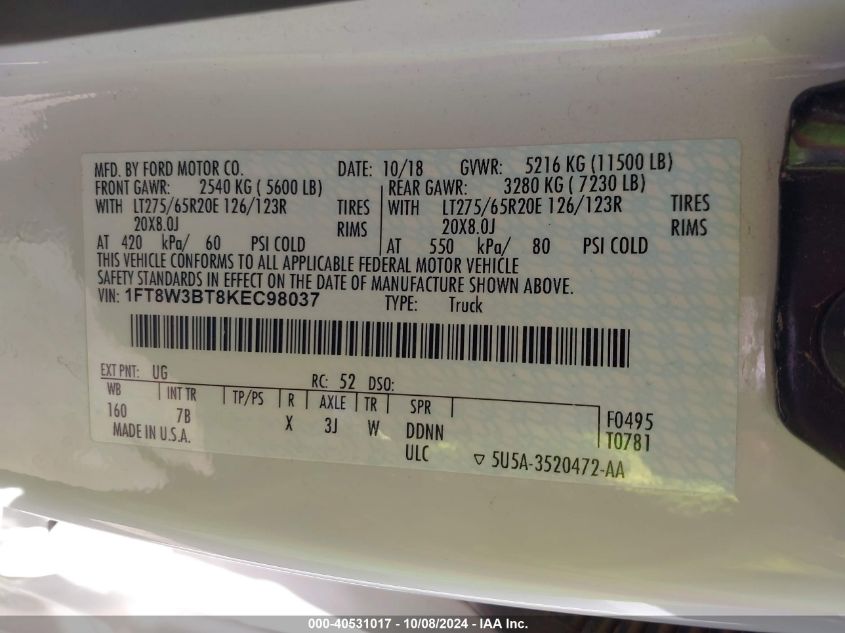 MFD. BY FORD MOTOR CO. DATE: 10/18 GVWR: 5216 KG (11500 LB)
FRONT GAWR: 2540 KG ( 5600 LB) REAR GAWR: 3280 KG ( 7230 LB)
WITH LT275/65R20E 126/123R TIRES WITH LT275/65R20E 126/123R TIRES
20X8.0J RIMS 20X8.0J RIMS
AT 420 kPa/ 60 PSI COLD AT 550 kPa/ 80 PSI COLD
THIS VEHICLE CONFORMS TO ALL APPLICABLE FEDERAL MOTOR VEHICLE
SAFETY STANDARDS IN EFFECT ON THE DATE OF MANUFACTURE SHOWN ABOVE.
VIN: 1FT8W3BT8KEC98037 TYPE: Truck
EXT PNT: UG RC: 52 DSO:
WB INT TR TP/PS R AXLE TR SPR
160 7B X 3J W DDNN F0495
MADE IN U.S.A. ULC T0781
▽ 5U5A-3520472-AA
000-40531017 - 10/08/2024 - IAA Inc.